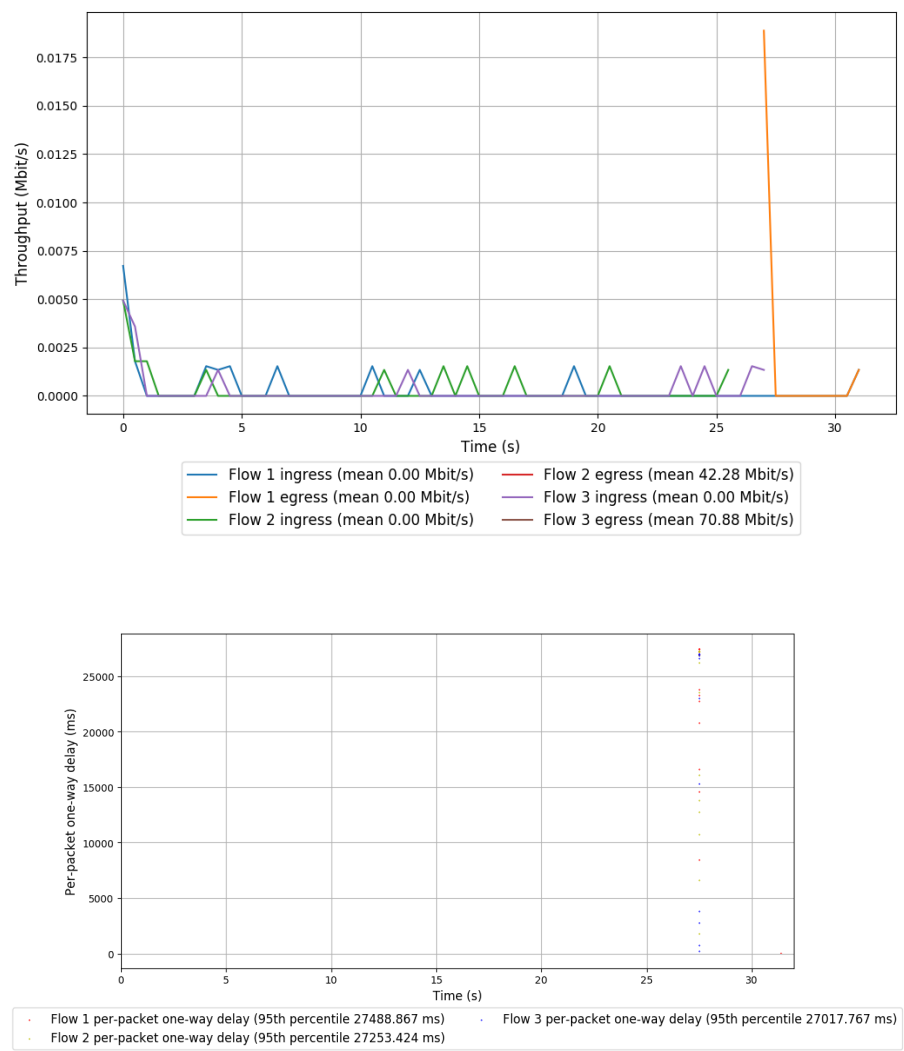 0.0175
0.0150
0.0125
0.0100
0.0075
0.0050
0.0025
0.0000
Throughput (Mbit/s)
0 5 10 15 20 25 30
Time (s)
Flow 1 ingress (mean 0.00 Mbit/s) Flow 2 egress (mean 42.28 Mbit/s)
Flow 1 egress (mean 0.00 Mbit/s) Flow 3 ingress (mean 0.00 Mbit/s)
Flow 2 ingress (mean 0.00 Mbit/s) Flow 3 egress (mean 70.88 Mbit/s)
25000
20000
15000
10000
5000
0
Per-packet one-way delay (ms)
0 5 10 15 20 25 30
Time (s)
Flow 1 per-packet one-way delay (95th percentile 27488.867 ms) Flow 3 per-packet one-way delay (95th percentile 27017.767 ms)
Flow 2 per-packet one-way delay (95th percentile 27253.424 ms)